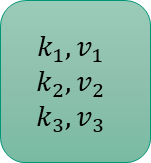 k₁, v₁
k₂, v₂
k₃, v₃